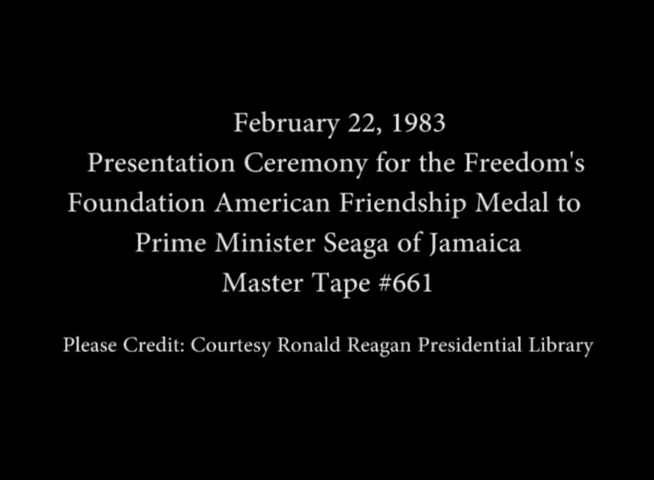 February 22, 1983
Presentation Ceremony for the Freedom's
Foundation American Friendship Medal to
Prime Minister Seaga of Jamaica
Master Tape #661
Please Credit: Courtesy Ronald Reagan Presidential Library